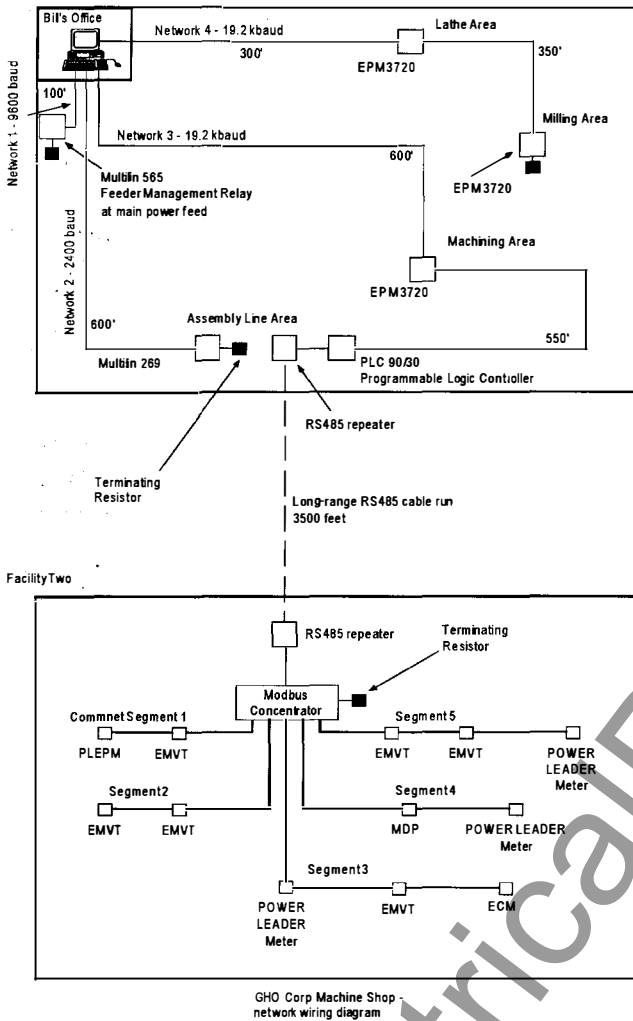 Bil's Office
Network 4 - 19.2 kbaud
300'
Lathe Area
EPM3720
350'
Network 1 - 9600 baud
100'
Network 3 - 19.2 kbaud
600'
Milling Area
EPM3720
Multilin 565
Feeder Management Relay
at main power feed
Network 2 - 2400 baud
Machining Area
EPM3720
600'
Assembly Line Area
550'
Multilin 269
PLC 90/30
Programmable Logic Controller
RS485 repeater
Terminating
Resistor
Long-range RS485 cable run
3500 feet
Facility Two
RS485 repeater
Terminating
Resistor
Modbus
Concentrator
Commnet Segment 1
PLEPM
EMVT
Segment5
EMVT
EMVT
POWER
LEADER
Meter
Segment2
EMVT
EMVT
Segment4
MDP
POWER LEADER
Meter
Segment3
POWER
LEADER
Meter
EMVT
ECM
GHO Corp Machine Shop -
network wiring diagram